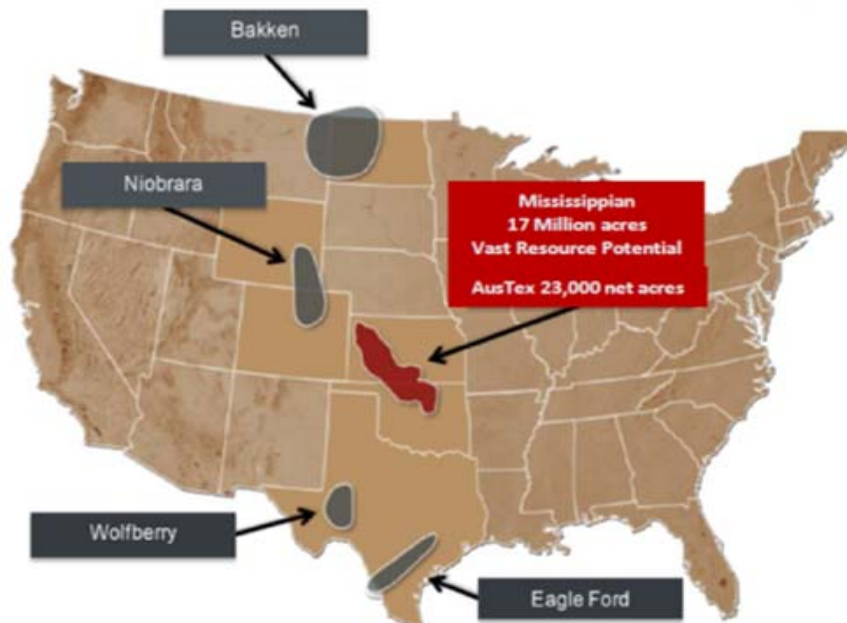 Bakken
Niobrara
Mississippian
17 Million acres
Vast Resource Potential
AusTex 23,000 net acres
Wolfberry
Eagle Ford